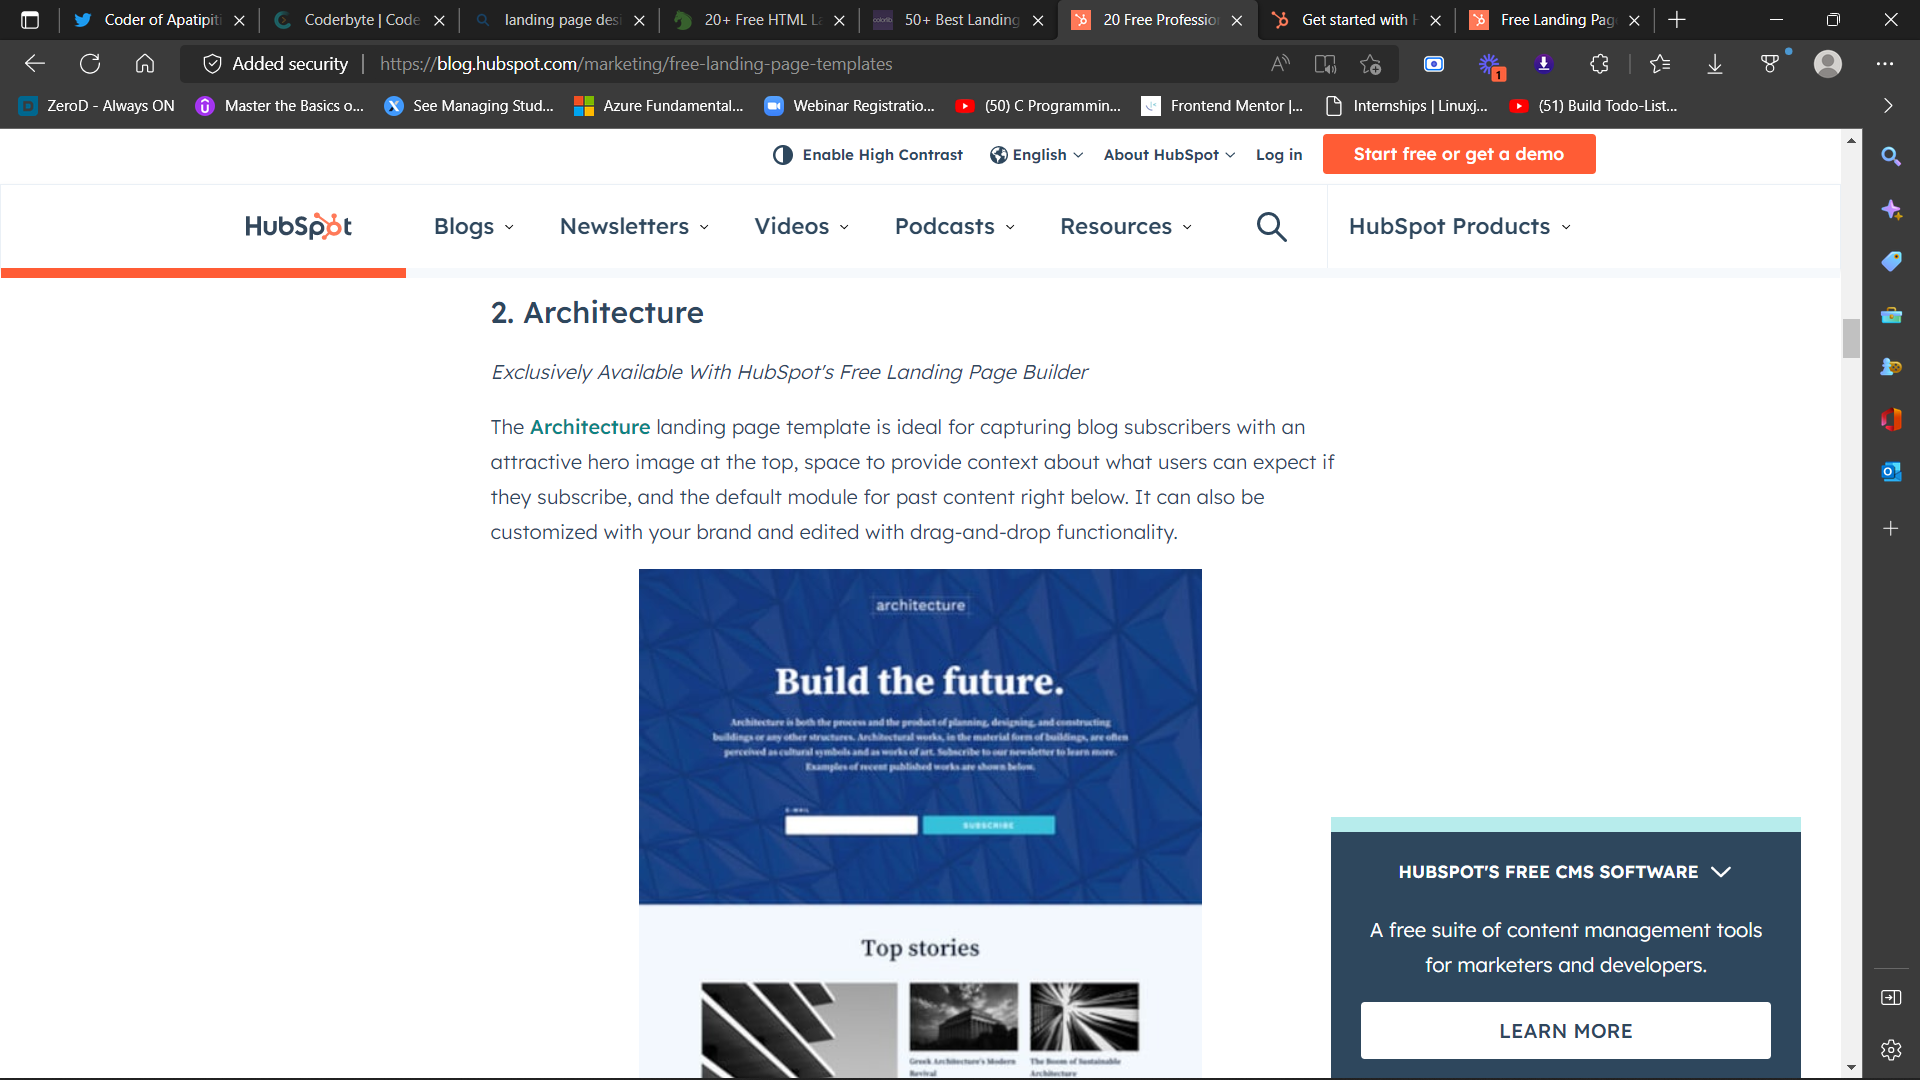 Coder of Apatipiti
Coderbyte | Code
landing page desi
20+ Free HTML La
50+ Best Landing
20 Free Professio
Get started with H
Free Landing Pag
Added security
https://blog.hubspot.com/marketing/free-landing-page-templates
1
ZeroD - Always ON
Master the Basics o...
See Managing Stud...
Azure Fundamental...
Webinar Registratio...
(50) C Programmin...
Frontend Mentor |...
Internships | Linuxj...
(51) Build Todo-List...
Enable High Contrast
English
About HubSpot
Log in
Start free or get a demo
HubSpot
Blogs
Newsletters
Videos
Podcasts
Resources
HubSpot Products
2. Architecture
Exclusively Available With HubSpot's Free Landing Page Builder
The Architecture landing page template is ideal for capturing blog subscribers with an
attractive hero image at the top, space to provide context about what users can expect if
they subscribe, and the default module for past content right below. It can also be
customized with your brand and edited with drag-and-drop functionality.
architecture
Build the future.
Architecture is both the process and the product of planning, designing, and constructing
buildings or any other structures. Architectural works, in the material form of buildings, are often
perceived as cultural symbols and as works of art. Subscribe to our newsletter to learn more.
Examples of recent published works are shown below.
E-MAIL
SUBSCRIBE
Top stories
Greek Architecture's Modern
Revival
The Boom of Sustainable
Architecture
HUBSPOT'S FREE CMS SOFTWARE
A free suite of content management tools
for marketers and developers.
LEARN MORE